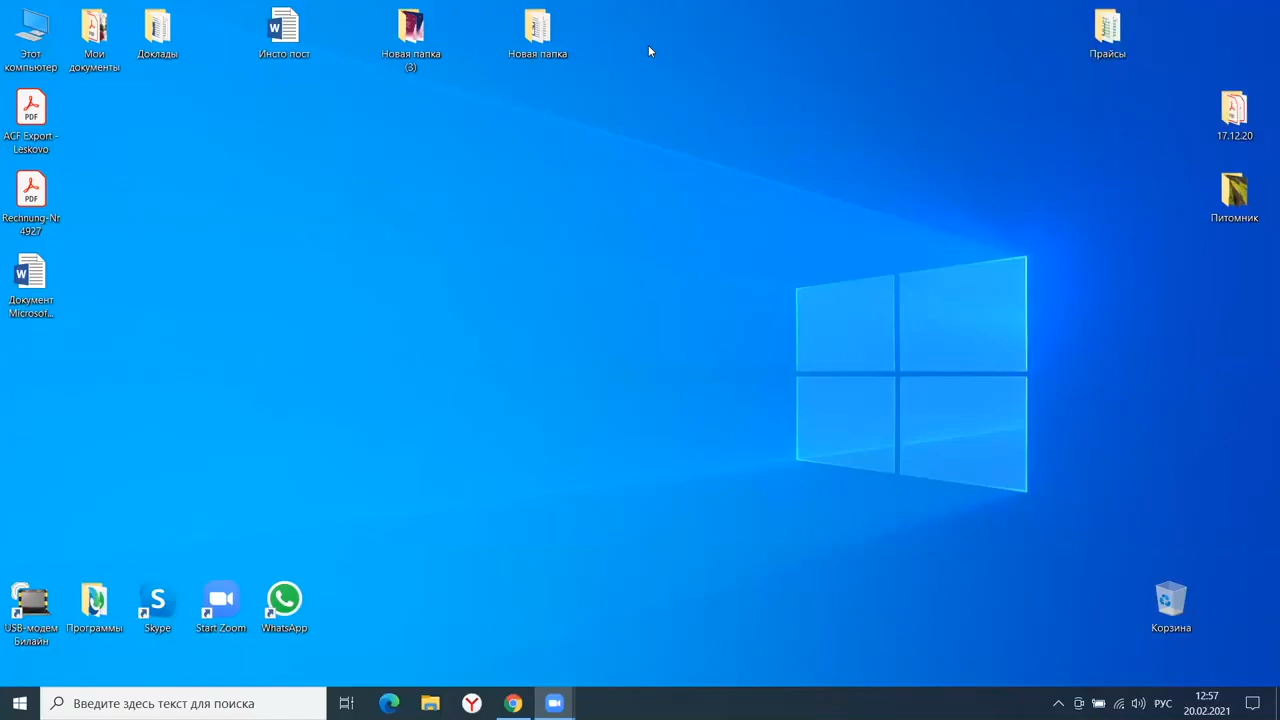 Этот
компьютер
Мои
документы
Доклады
Инсто пост
Новая папка
(3)
Новая папка
Прайсы
PDF
ACF Export -
Leskovo
17.12.20
PDF
Rechnung-Nr
4927
Питомник
W
Документ
Microsof...
USB-модем
Билайн
Программы
Skype
Start Zoom
WhatsApp
Корзина
Введите здесь текст для поиска
РУС
12:57
20.02.2021